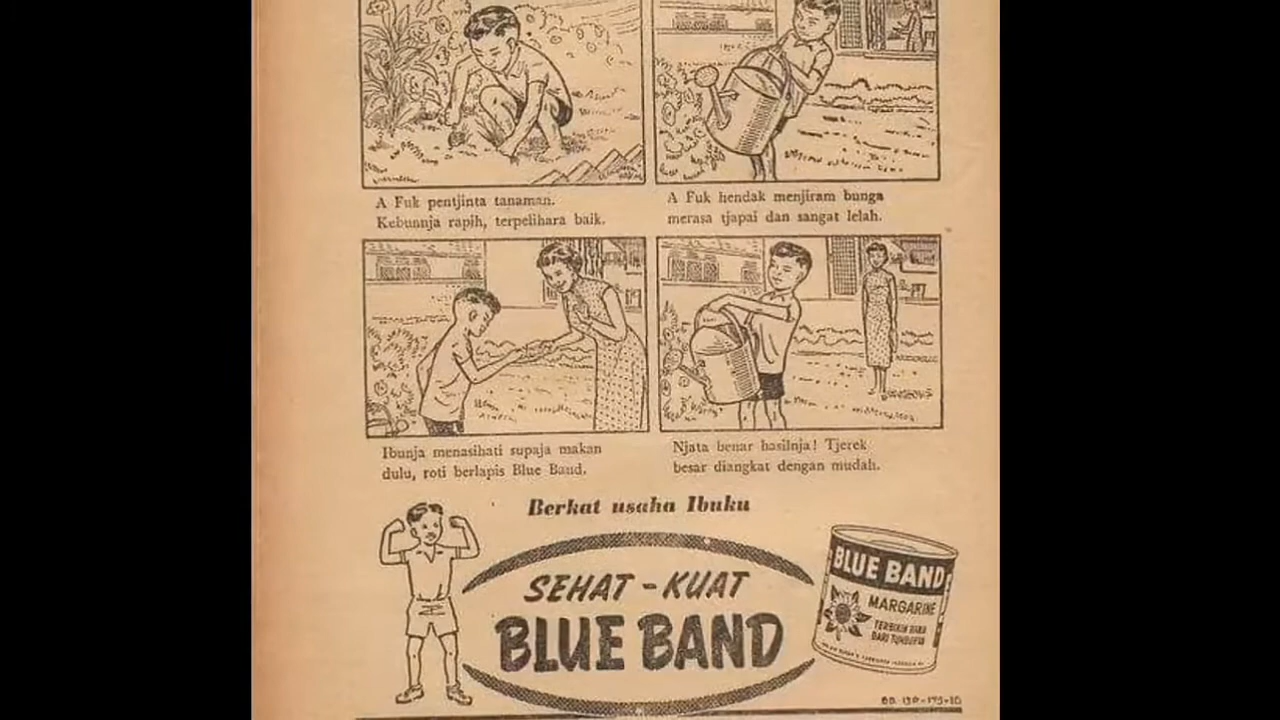 A Fuk pentjinta tanaman.
Kebunnja rapih, terpelihara baik.
A Fuk hendak menjiram bunga
merasa tjapai dan sangat lelah.
Ibunja menasihati supaja makan
dulu, roti berlapis Blue Band.
Njata benar hasilnja! Tjerek
besar diangkat dengan mudah.
Berkat usaha Ibuku
SEHAT - KUAT
BLUE BAND
BLUE BAND
MARGARINE
DARI